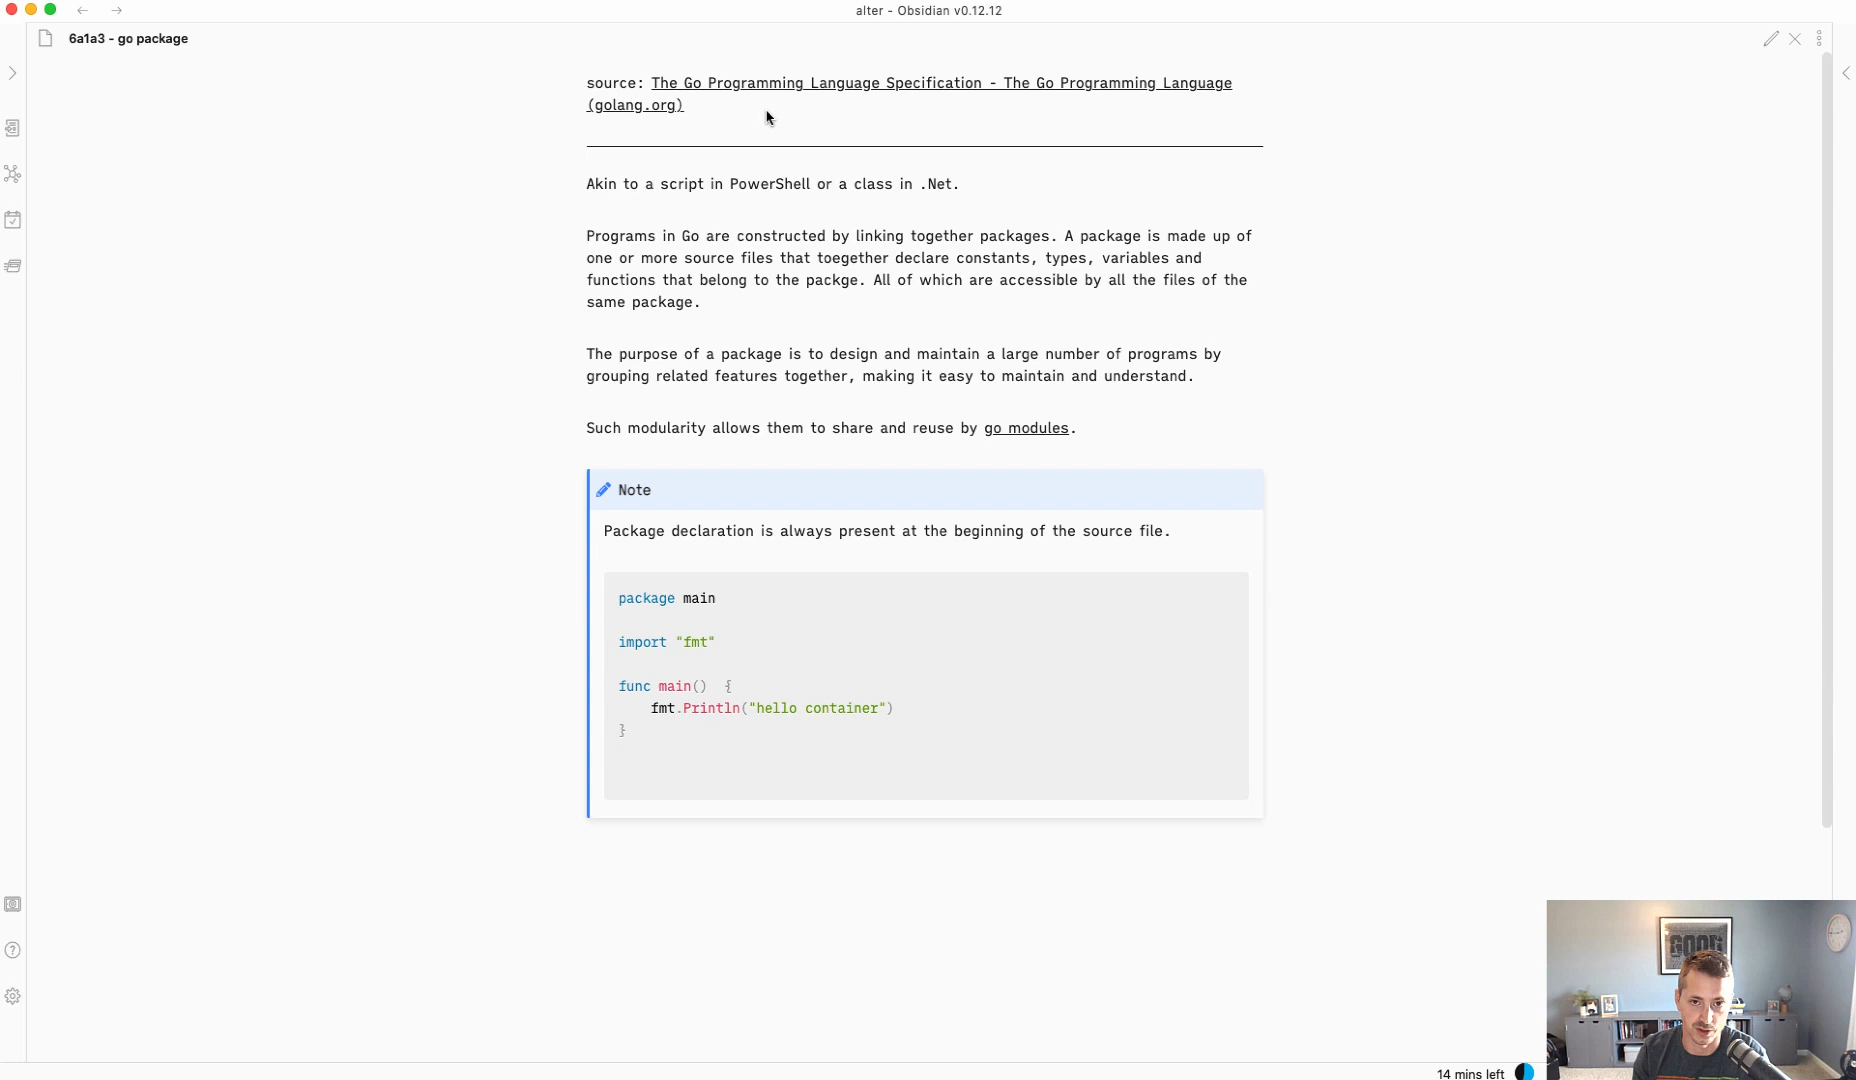 alter - Obsidian v0.12.12
6a1a3 - go package
source: The Go Programming Language Specification - The Go Programming Language
(golang.org)
Akin to a script in PowerShell or a class in .Net.
Programs in Go are constructed by linking together packages. A package is made up of
one or more source files that toegether declare constants, types, variables and
functions that belong to the packge. All of which are accessible by all the files of the
same package.
The purpose of a package is to design and maintain a large number of programs by
grouping related features together, making it easy to maintain and understand.
Such modularity allows them to share and reuse by go modules.
Note
Package declaration is always present at the beginning of the source file.
package main
import "fmt"
func main()  {
    fmt.Println("hello container")
}
GOOD
14 mins left